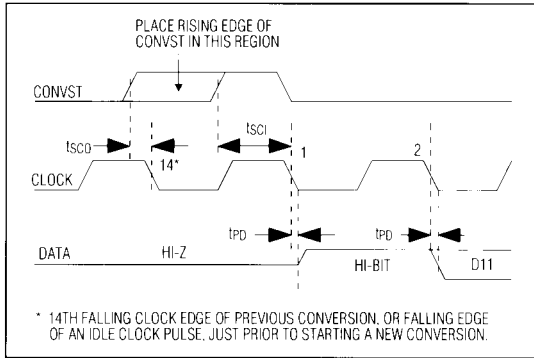 PLACE RISING EDGE OF
CONVST IN THIS REGION
CONVST
tSCO
tSCI
14*
1
2
CLOCK
tPD
tPD
DATA
HI-Z
HI-BIT
D11
* 14TH FALLING CLOCK EDGE OF PREVIOUS CONVERSION, OR FALLING EDGE
OF AN IDLE CLOCK PULSE, JUST PRIOR TO STARTING A NEW CONVERSION.